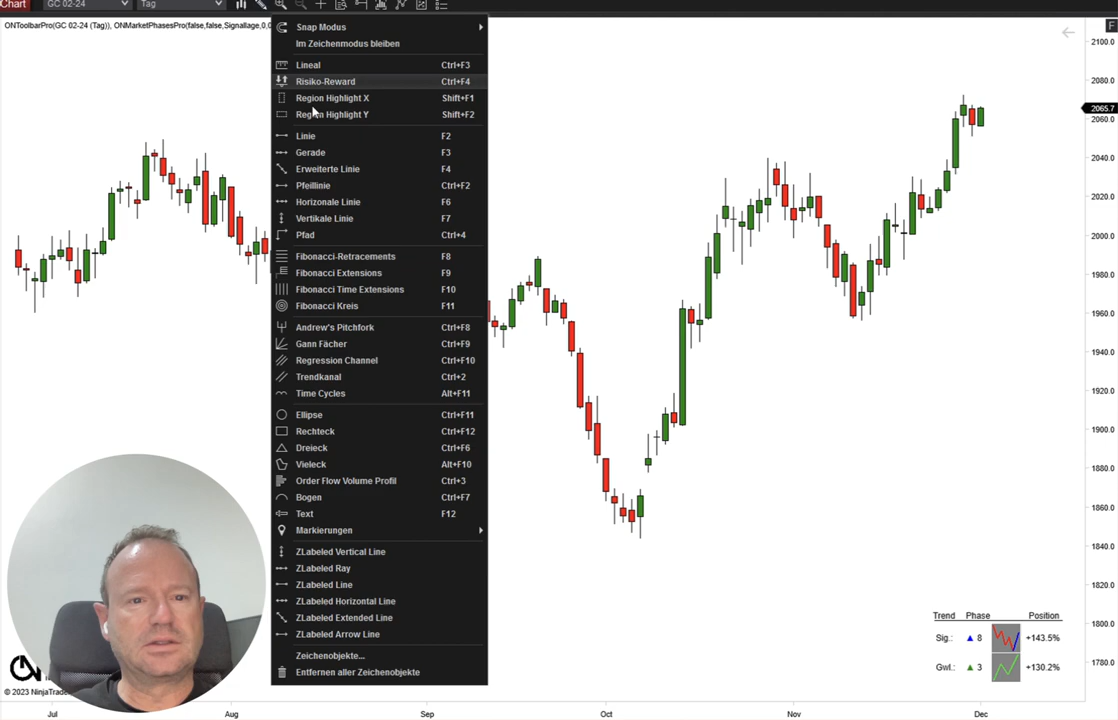 Chart
GC 02-24
Tag
ONToolbarPro(GC 02-24 (Tag)), ONMarketPhasesPro(false,false,Signallage,0,0
F
Snap Modus
Im Zeichenmodus bleiben
Lineal Ctrl+F3
Risiko-Reward Ctrl+F4
Region Highlight X Shift+F1
Region Highlight Y Shift+F2
Linie F2
Gerade F3
Erweiterte Linie F4
Pfeillinie Ctrl+F2
Horizonale Linie F6
Vertikale Linie F7
Pfad Ctrl+4
Fibonacci-Retracements F8
Fibonacci Extensions F9
Fibonacci Time Extensions F10
Fibonacci Kreis F11
Andrew's Pitchfork Ctrl+F8
Gann Fächer Ctrl+F9
Regression Channel Ctrl+F10
Trendkanal Ctrl+2
Time Cycles Alt+F11
Ellipse Ctrl+F11
Rechteck Ctrl+F12
Dreieck Ctrl+F6
Vieleck Alt+F10
Order Flow Volume Profil Ctrl+3
Bogen Ctrl+F7
Text F12
Markierungen
ZLabeled Vertical Line
ZLabeled Ray
ZLabeled Line
ZLabeled Horizontal Line
ZLabeled Extended Line
ZLabeled Arrow Line
Zeichenobjekte...
Entfernen aller Zeichenobjekte
2100.0
2080.0
2065.7
2060.0
2040.0
2020.0
2000.0
1980.0
1960.0
1940.0
1920.0
1900.0
1880.0
1860.0
1840.0
1820.0
1800.0
1780.0
Trend Phase Position
Sig.: 8 +143.5%
Gwl.: 3 +130.2%
© 2023 NinjaTrade
Jul Aug Sep Oct Nov Dec